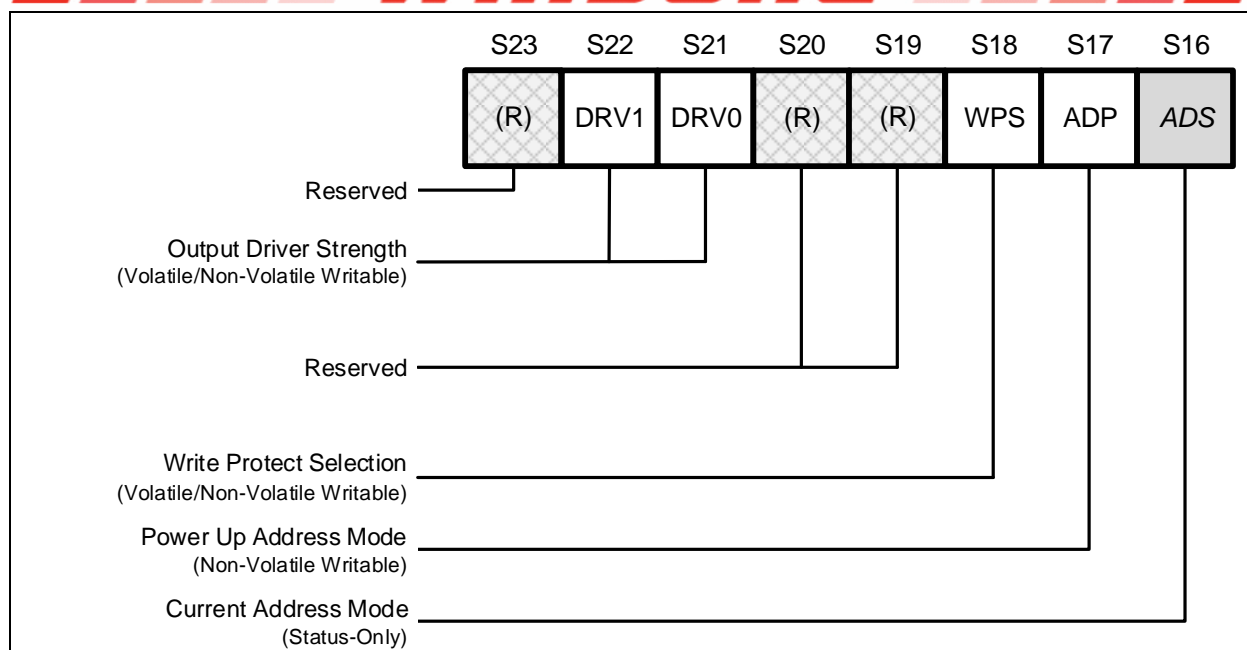 S23 S22 S21 S20 S19 S18 S17 S16
(R) DRV1 DRV0 (R) (R) WPS ADP ADS
Reserved
Output Driver Strength
(Volatile/Non-Volatile Writable)
Reserved
Write Protect Selection
(Volatile/Non-Volatile Writable)
Power Up Address Mode
(Non-Volatile Writable)
Current Address Mode
(Status-Only)